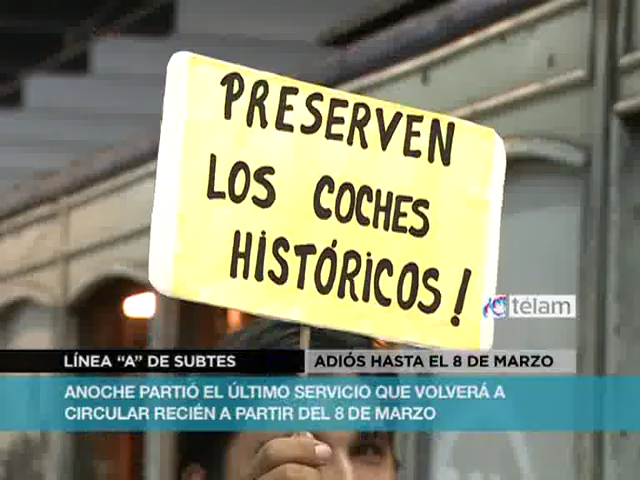 PRESERVEN
LOS COCHES
HISTÓRICOS!
télam
LÍNEA "A" DE SUBTES
ADIÓS HASTA EL 8 DE MARZO
ANOCHE PARTIÓ EL ÚLTIMO SERVICIO QUE VOLVERÁ A
CIRCULAR RECIÉN A PARTIR DEL 8 DE MARZO